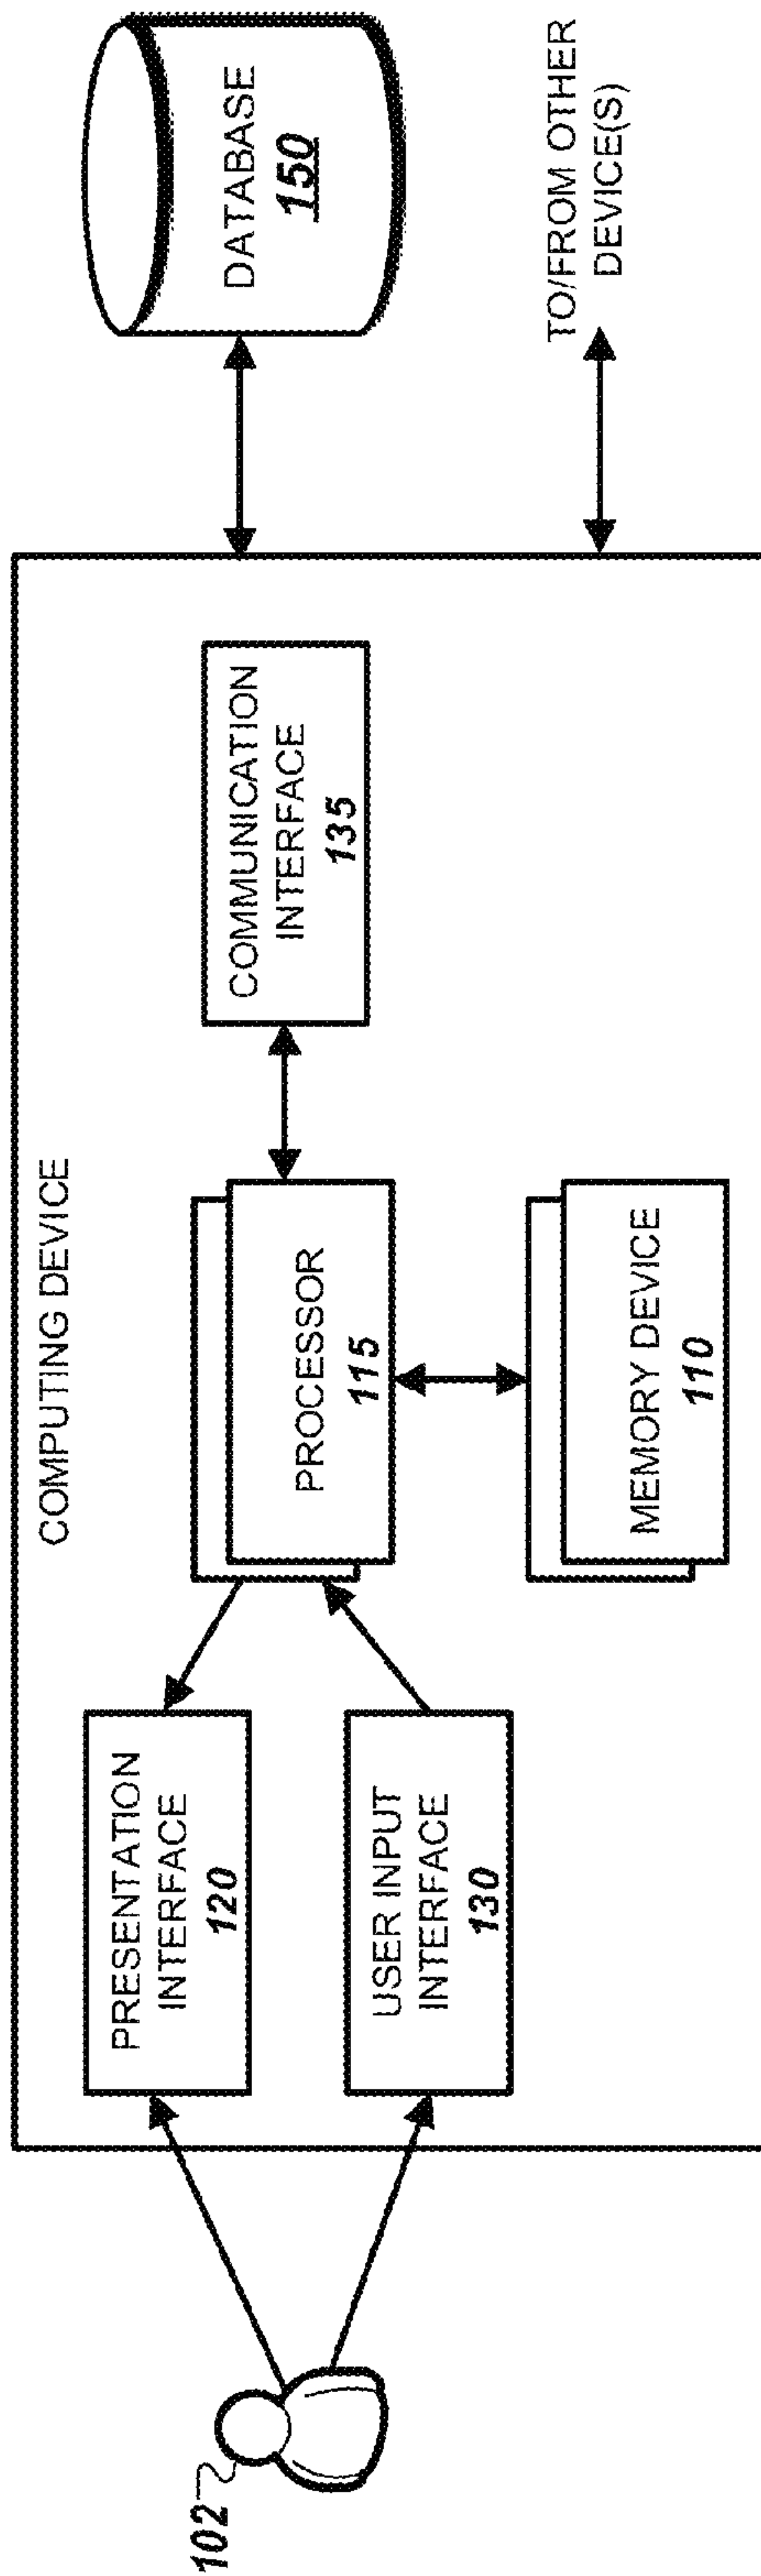 COMPUTING DEVICE
102
PRESENTATION
INTERFACE
120
USER INPUT
INTERFACE
130
PROCESSOR
115
MEMORY DEVICE
110
COMMUNICATION
INTERFACE
135
DATABASE
150
TO/FROM OTHER
DEVICE(S)